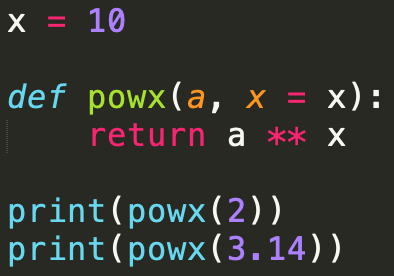 x = 10
def powx(a, x = x):
    return a ** x
print(powx(2))
print(powx(3.14))